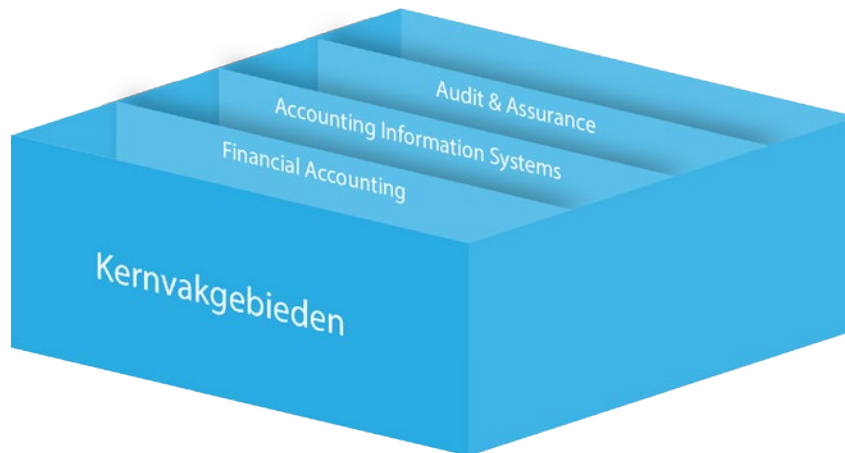 Audit & Assurance
Accounting Information Systems
Financial Accounting
Kernvakgebieden